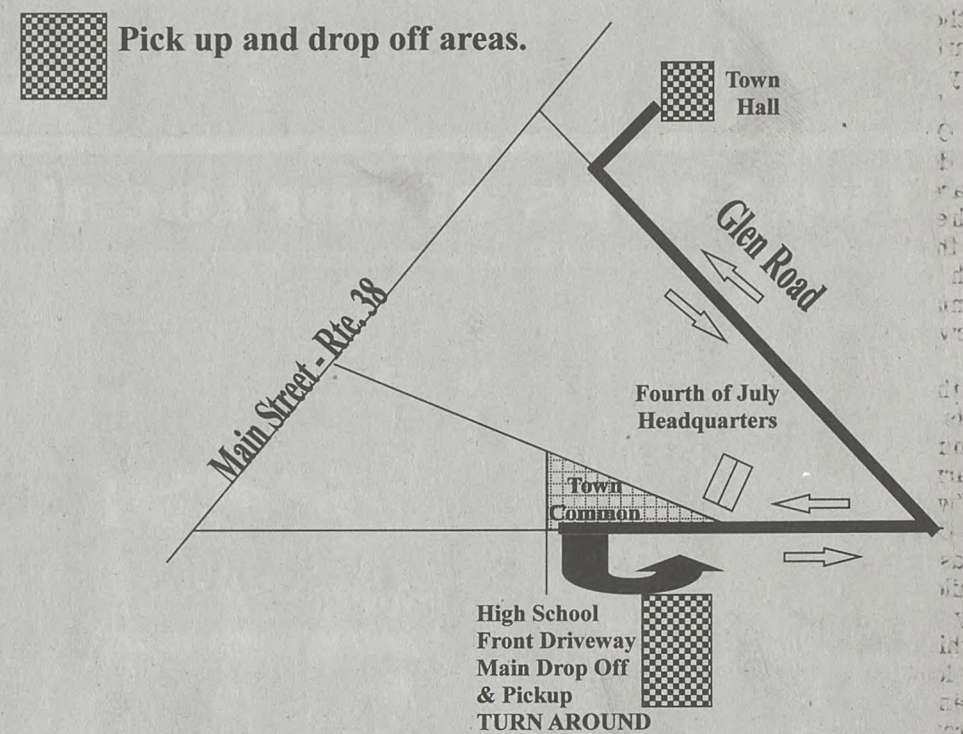 Pick up and drop off areas.
Town
Hall
Glen Road
Main Street - Rte. 38
Fourth of July
Headquarters
Town
Common
High School
Front Driveway
Main Drop Off
& Pickup
TURN AROUND